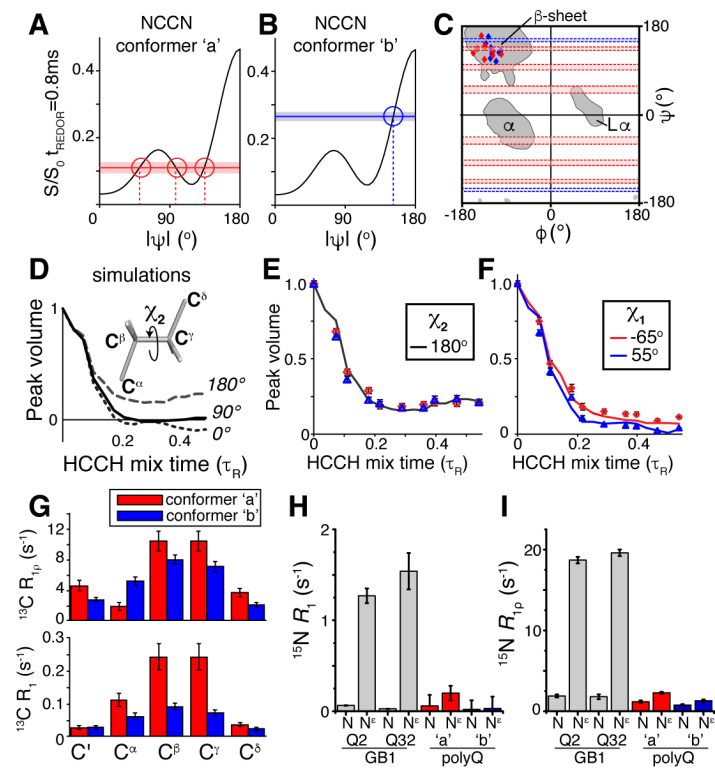 A
NCCN
conformer ‘a’
S/S0 tREDOR=0.8ms
0.4
0.2
0
90
180
|ψ| (°)
B
NCCN
conformer ‘b’
0.4
0.2
0
90
180
|ψ| (°)
C
β-sheet
α
Lα
180
0
-180
ψ(°)
-180
0
180
ϕ(°)
D
simulations
Peak volume
1
0
χ2
Cδ
Cβ
Cγ
Cα
180°
90°
0°
0.2
0.4
HCCH mix time (τR)
E
Peak volume
1.0
0.5
0
χ2
180°
0
0.2
0.4
HCCH mix time (τR)
F
1.0
0.5
0
χ1
-65°
55°
0
0.2
0.4
HCCH mix time (τR)
G
conformer ‘a’
conformer ‘b’
13C R1ρ (s-1)
12
8
4
0
13C R1 (s-1)
0.3
0.2
0.1
0
C'
Cα
Cβ
Cγ
Cδ
H
15N R1 (s-1)
2
1
0
N Nε N Nε N Nε N Nε
Q2 Q32 ‘a’ ‘b’
GB1 polyQ
I
15N R1ρ (s-1)
20
10
0
N Nε N Nε N Nε N Nε
Q2 Q32 ‘a’ ‘b’
GB1 polyQ